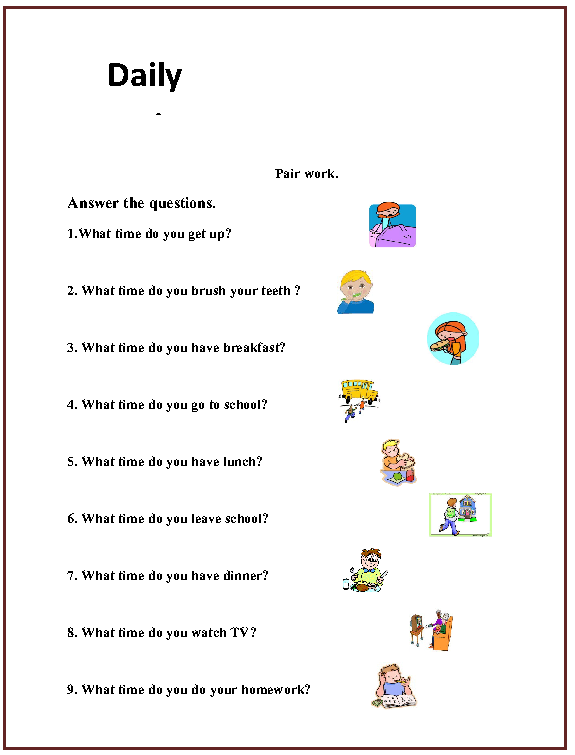 Daily
Pair work.
Answer the questions.
1.What time do you get up?
2. What time do you brush your teeth ?
3. What time do you have breakfast?
4. What time do you go to school?
5. What time do you have lunch?
6. What time do you leave school?
7. What time do you have dinner?
8. What time do you watch TV?
9. What time do you do your homework?